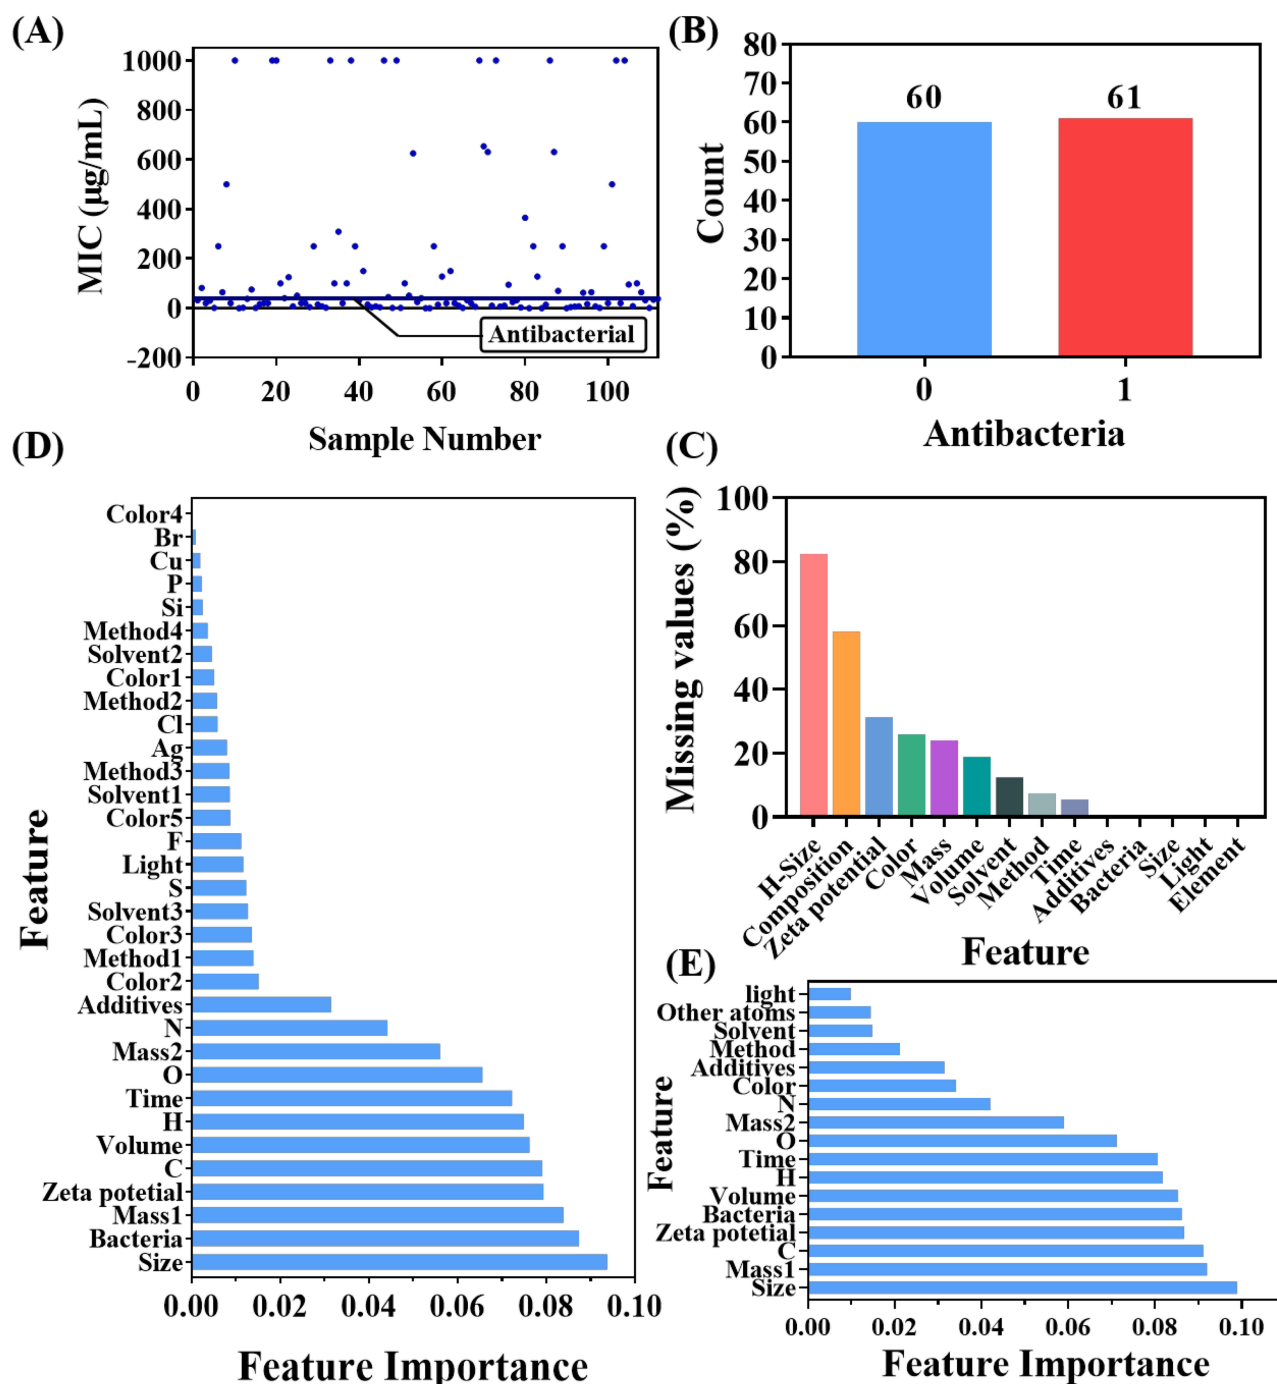 (A)
1000
800
600
400
200
0
-200
MIC (µg/mL)
Antibacterial
0 20 40 60 80 100
Sample Number
(B)
80
70
60
50
40
30
20
10
0
Count
60
61
0 1
Antibacteria
(D)
Color4
Br
Cu
P
Si
Method4
Solvent2
Color1
Method2
Cl
Ag
Method3
Solvent1
Color5
F
Light
S
Solvent3
Color3
Method1
Color2
Additives
N
Mass2
O
Time
H
Volume
C
Zeta potetial
Mass1
Bacteria
Size
Feature
0.00 0.02 0.04 0.06 0.08 0.10
Feature Importance
(C)
100
80
60
40
20
0
Missing values (%)
H-Size
Composition
Zeta potential
Color
Mass
Volume
Solvent
Method
Time
Additives
Bacteria
Size
Light
Element
Feature
(E)
light
Other atoms
Solvent
Method
Additives
Color
N
Mass2
O
Time
H
Volume
Bacteria
Zeta potetial
C
Mass1
Size
Feature
0.00 0.02 0.04 0.06 0.08 0.10
Feature Importance